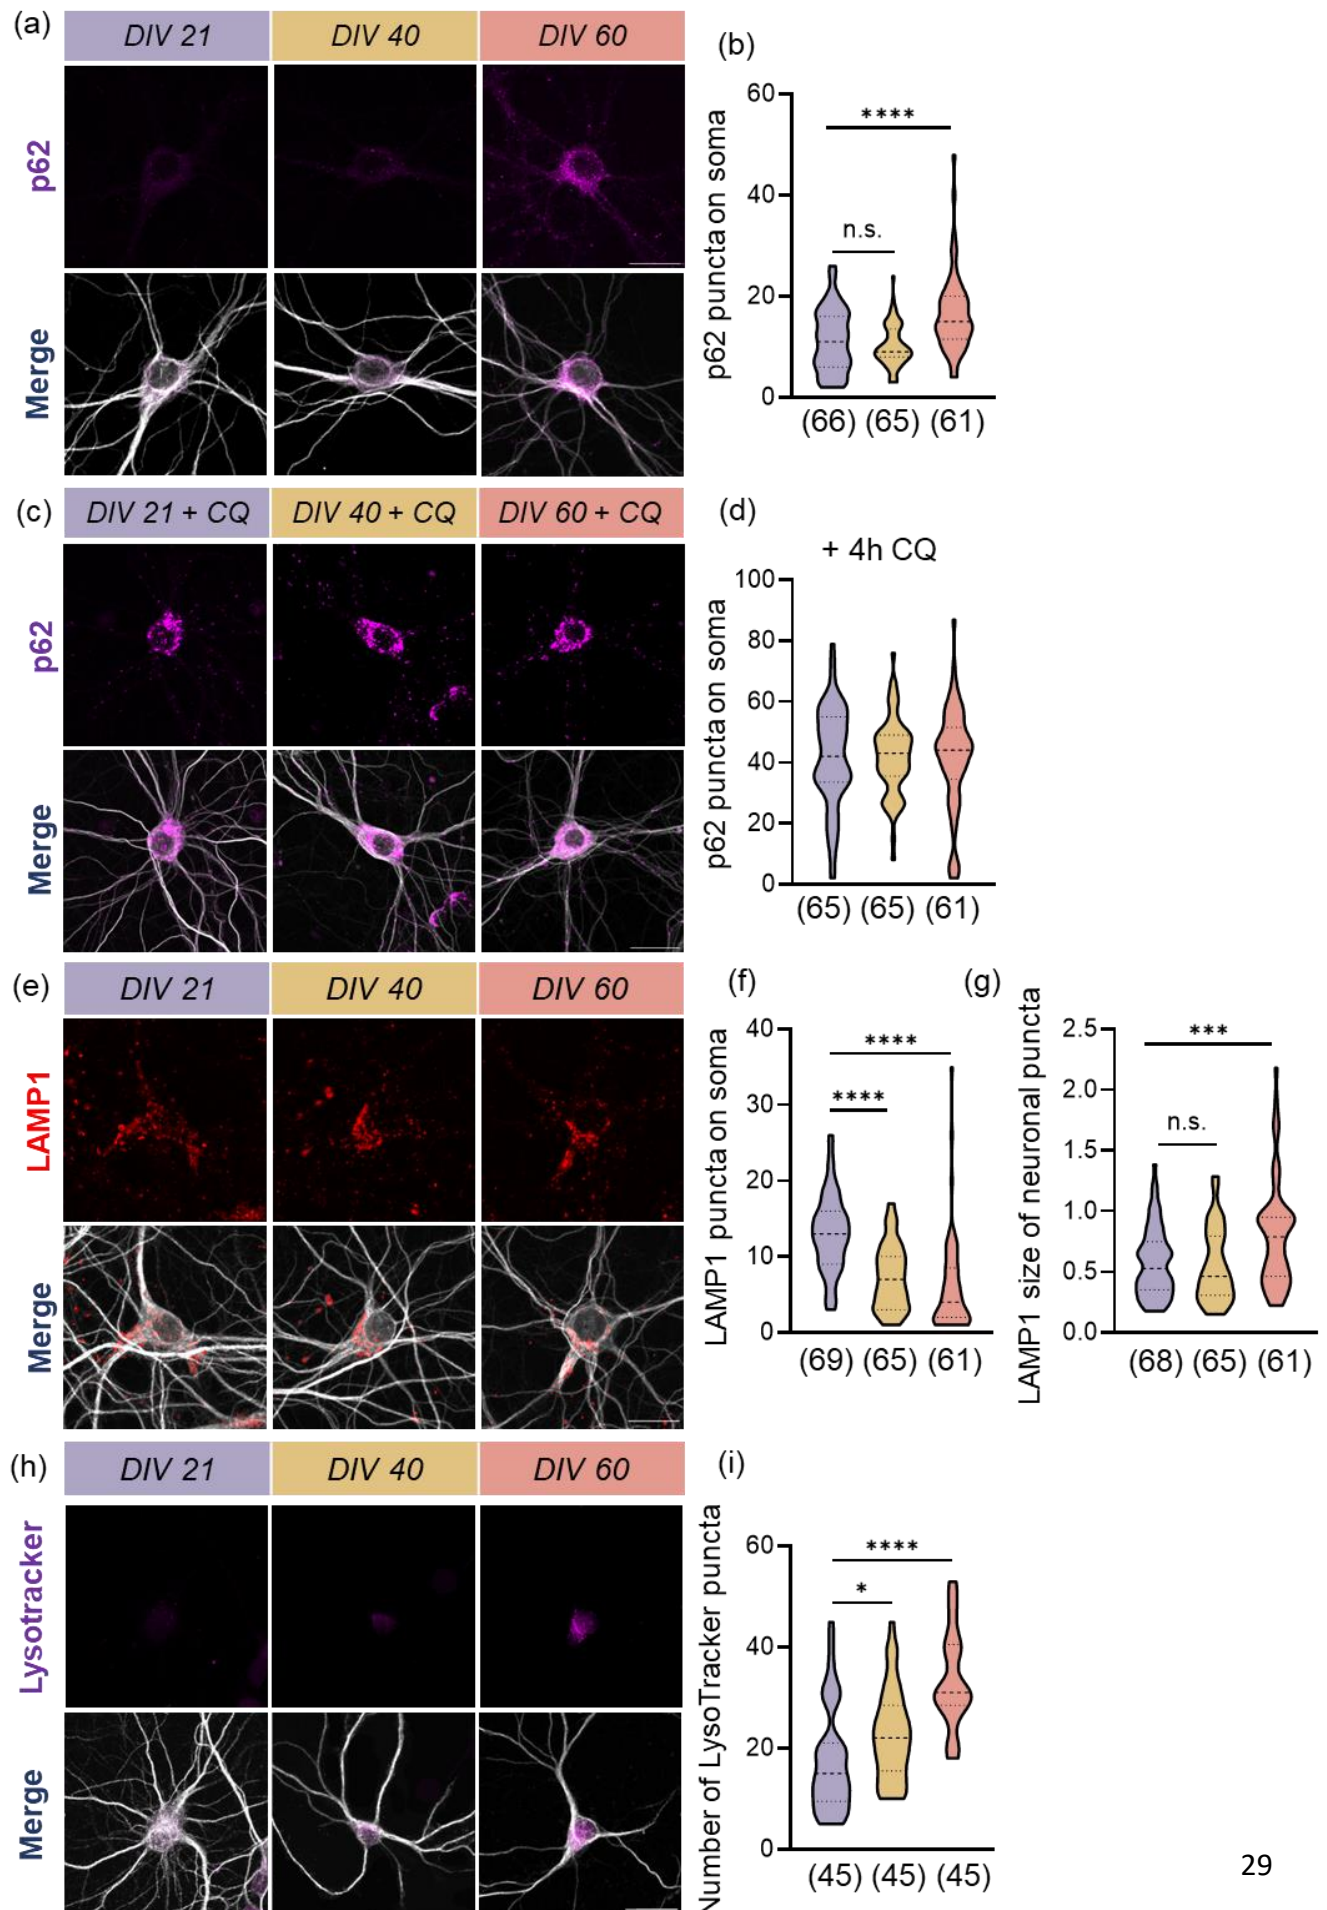 (a)
DIV 21 DIV 40 DIV 60
p62
Merge
(b)
p62 puncta on soma
60
40
20
0
****
n.s.
(66) (65) (61)
(c)
DIV 21 + CQ DIV 40 + CQ DIV 60 + CQ
p62
Merge
(d)
+ 4h CQ
p62 puncta on soma
100
80
60
40
20
0
(65) (65) (61)
(e)
DIV 21 DIV 40 DIV 60
LAMP1
Merge
(f)
LAMP1 puncta on soma
40
30
20
10
0
****
****
(69) (65) (61)
(g)
LAMP1 size of neuronal puncta
2.5
2.0
1.5
1.0
0.5
0.0
***
n.s.
(68) (65) (61)
(h)
DIV 21 DIV 40 DIV 60
Lysotracker
Merge
(i)
Number of LysoTracker puncta
60
40
20
0
****
*
(45) (45) (45)
29